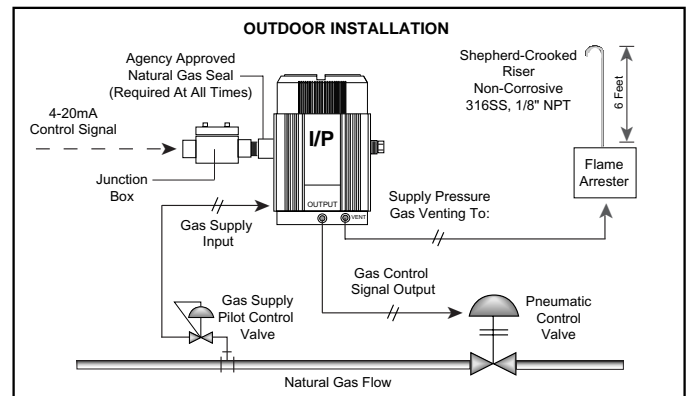 OUTDOOR INSTALLATION
Agency Approved
Natural Gas Seal
(Required At All Times)
Shepherd-Crooked
Riser
Non-Corrosive
316SS, 1/8" NPT
6 Feet
4-20mA
Control Signal
I/P
Flame
Arrester
Junction
Box
OUTPUT
VENT
Supply Pressure
Gas Venting To:
Gas Supply
Input
Gas Control
Signal Output
Gas Supply
Pilot Control
Valve
Pneumatic
Control
Valve
Natural Gas Flow